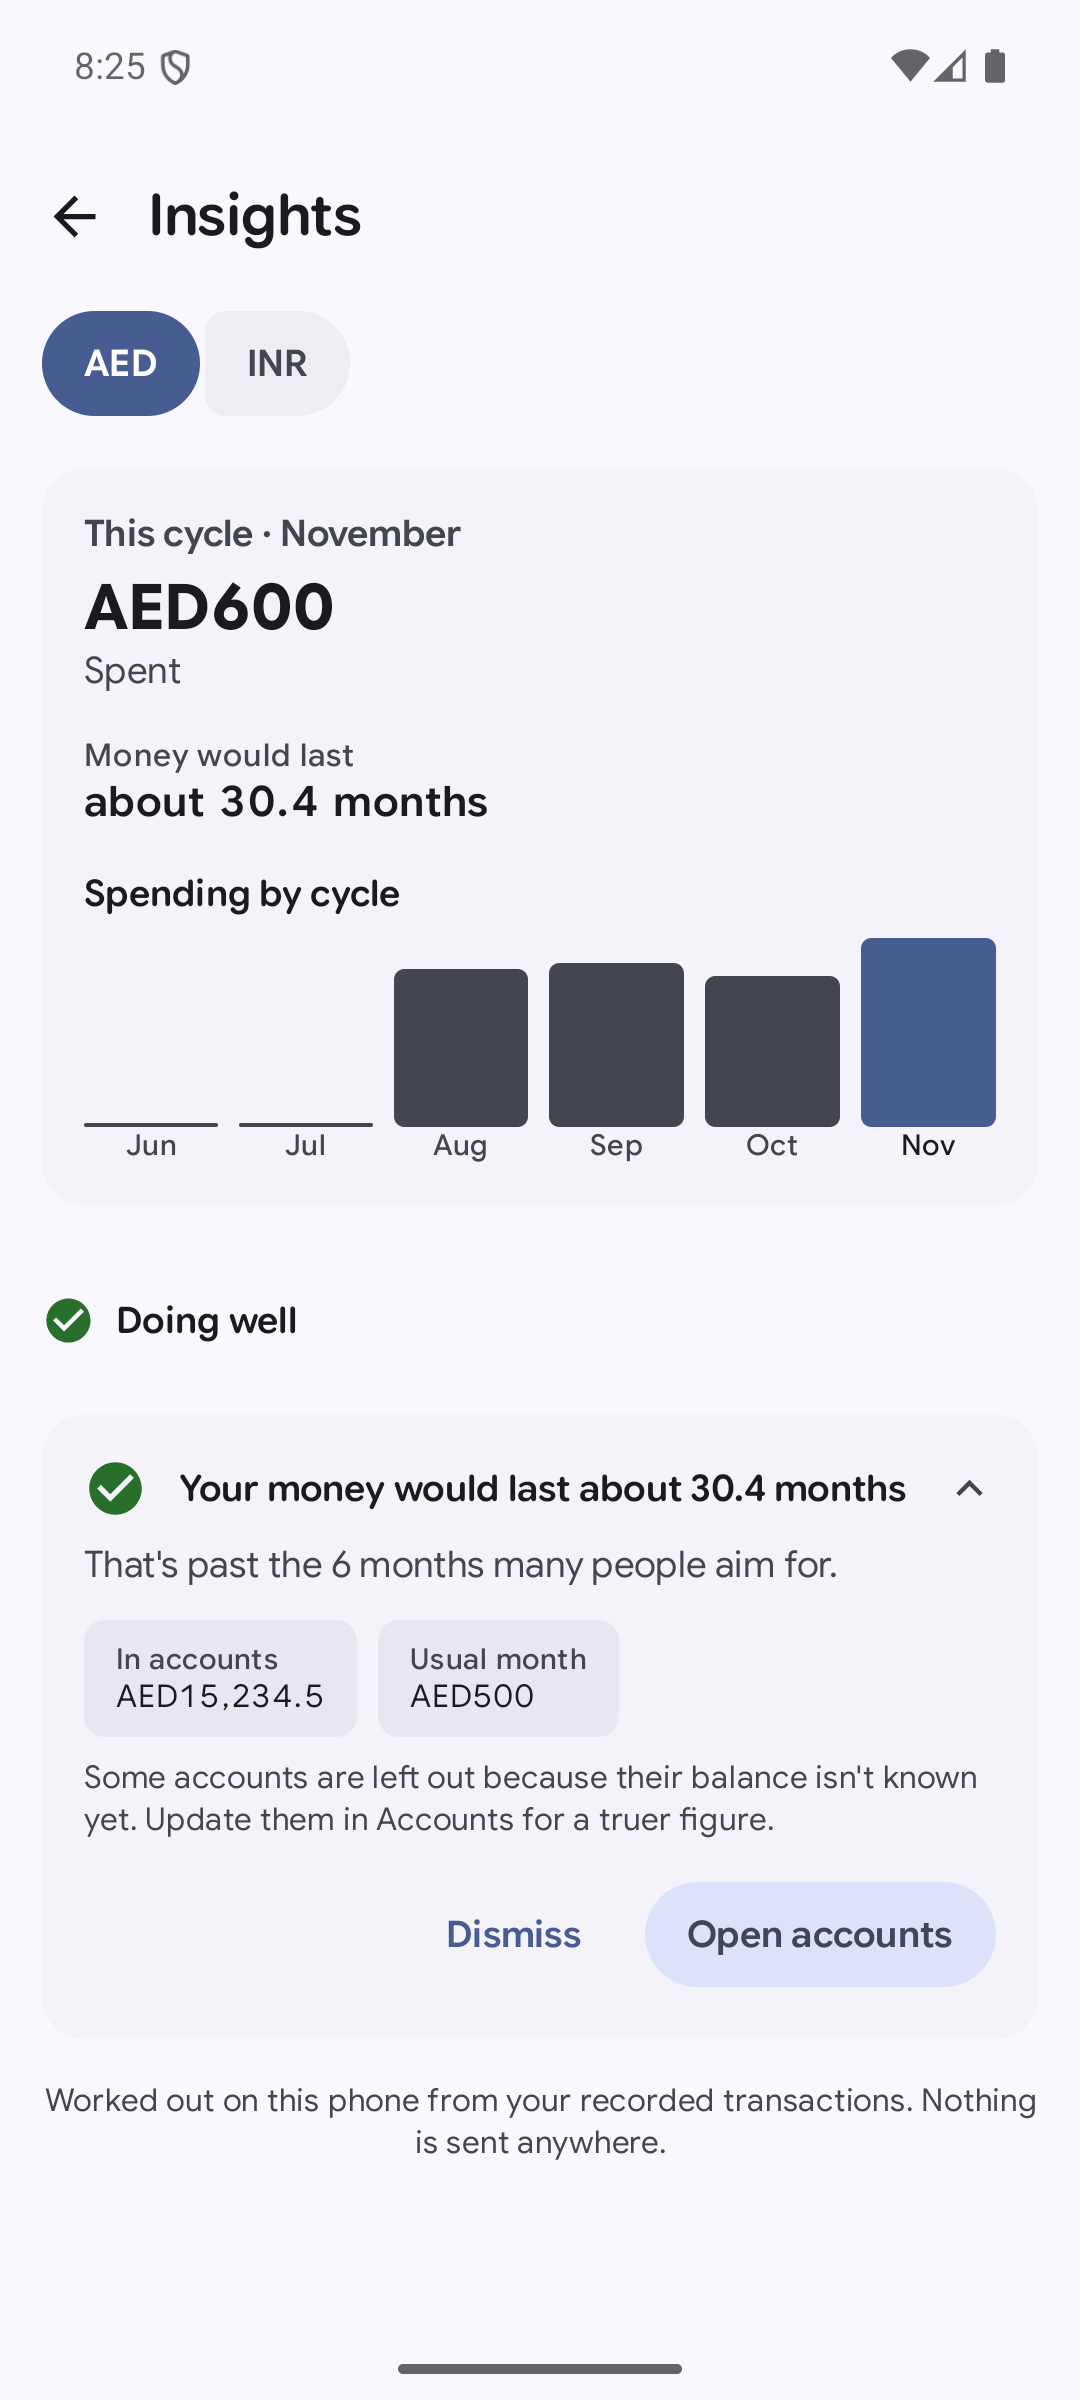 8:25
Insights
AED INR
This cycle · November
AED600
Spent
Money would last
about 30.4 months
Spending by cycle
Jun Jul Aug Sep Oct Nov
Doing well
Your money would last about 30.4 months
That's past the 6 months many people aim for.
In accounts Usual month
AED15,234.5 AED500
Some accounts are left out because their balance isn't known
yet. Update them in Accounts for a truer figure.
Dismiss Open accounts
Worked out on this phone from your recorded transactions. Nothing
is sent anywhere.